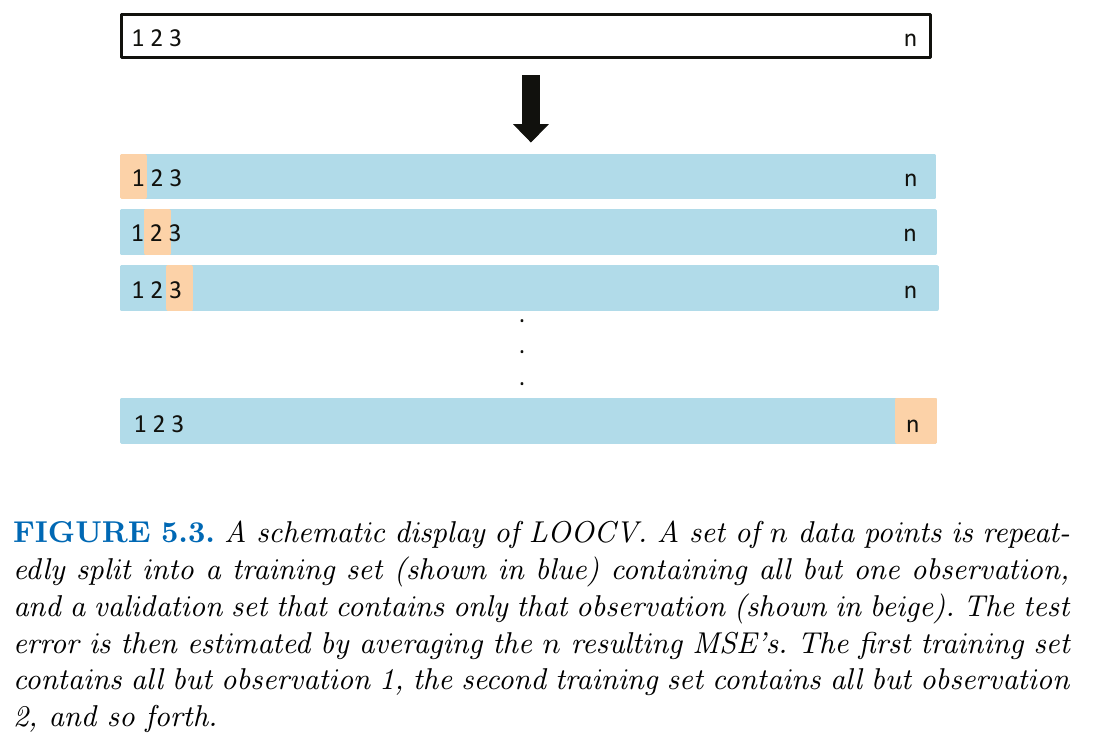 1 2 3 n
1 2 3 n
1 2 3 n
1 2 3 n
.
.
.
1 2 3 n
FIGURE 5.3. A schematic display of LOOCV. A set of n data points is repeat-
edly split into a training set (shown in blue) containing all but one observation,
and a validation set that contains only that observation (shown in beige). The test
error is then estimated by averaging the n resulting MSE's. The first training set
contains all but observation 1, the second training set contains all but observation
2, and so forth.